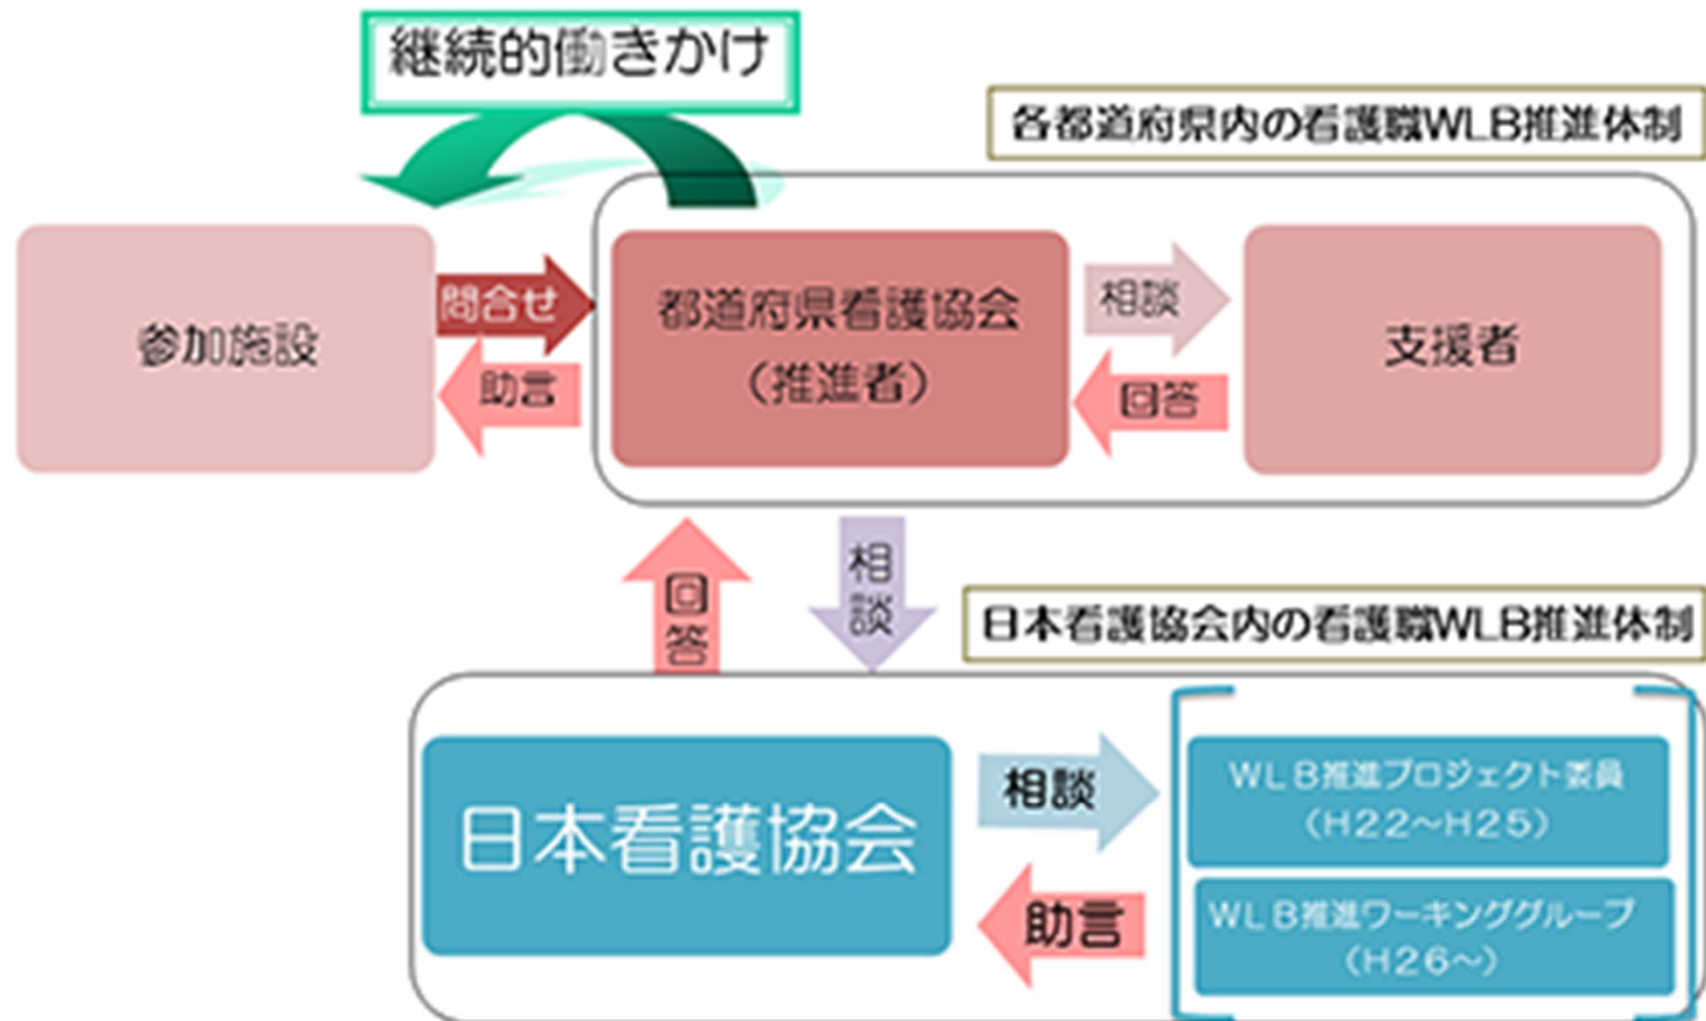 継続的働きかけ
各都道府県内の看護職WLB推進体制
参加施設
問合せ
助言
都道府県看護協会
（推進者）
相談
回答
支援者
回答
相談
日本看護協会内の看護職WLB推進体制
日本看護協会
相談
助言
WLB推進プロジェクト委員
（H22～H25）
WLB推進ワーキンググループ
（H26～）